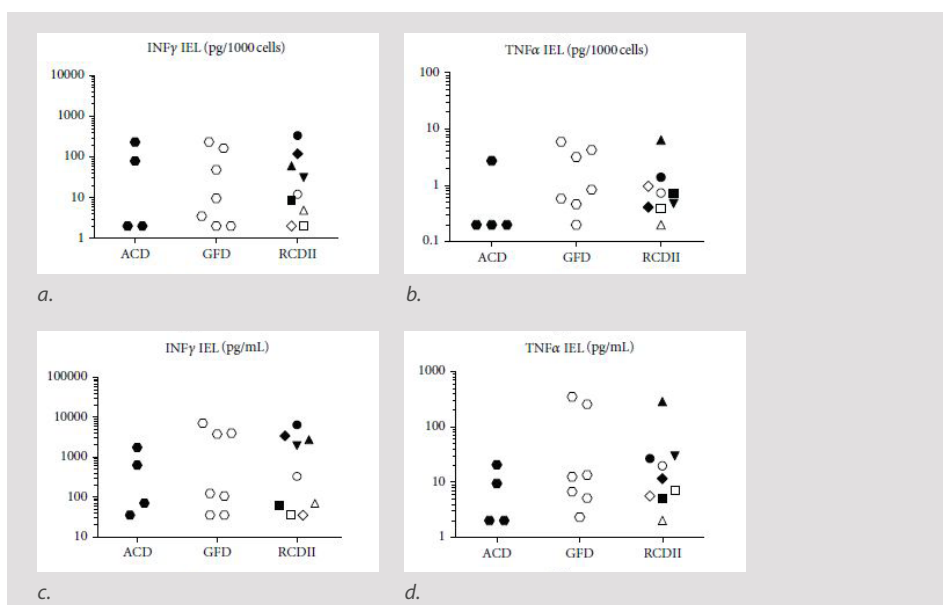 INFγ IEL (pg/1000 cells)
10000
1000
100
10
1
ACD GFD RCDII
a.
TNFα IEL (pg/1000 cells)
100
10
1
0.1
ACD GFD RCDII
b.
INFγ IEL (pg/mL)
100000
10000
1000
100
10
ACD GFD RCDII
c.
TNFα IEL (pg/mL)
1000
100
10
1
ACD GFD RCDII
d.